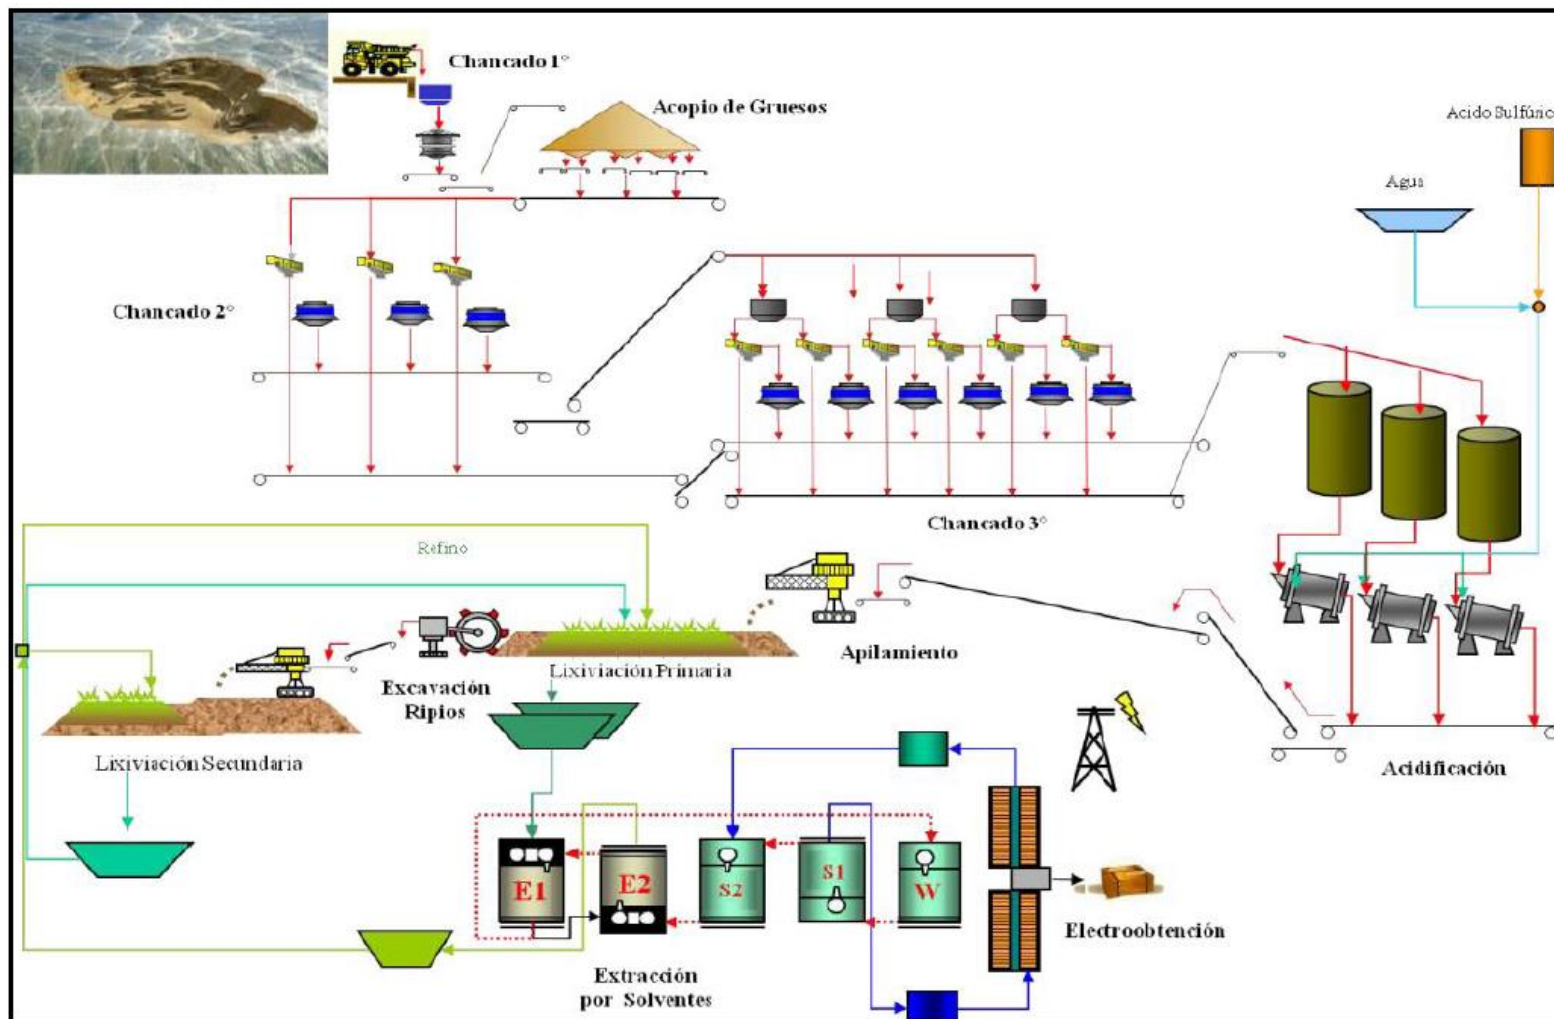 Chancado 1°
Acopio de Gruesos
Acido Sulfúrico
Agua
Chancado 2°
Chancado 3°
Refino
Apilamiento
Lixiviación Primaria
Excavación
Ripios
Lixiviación Secundaria
Acidificación
E1
E2
S2
S1
W
Electroobtención
Extracción
por Solventes